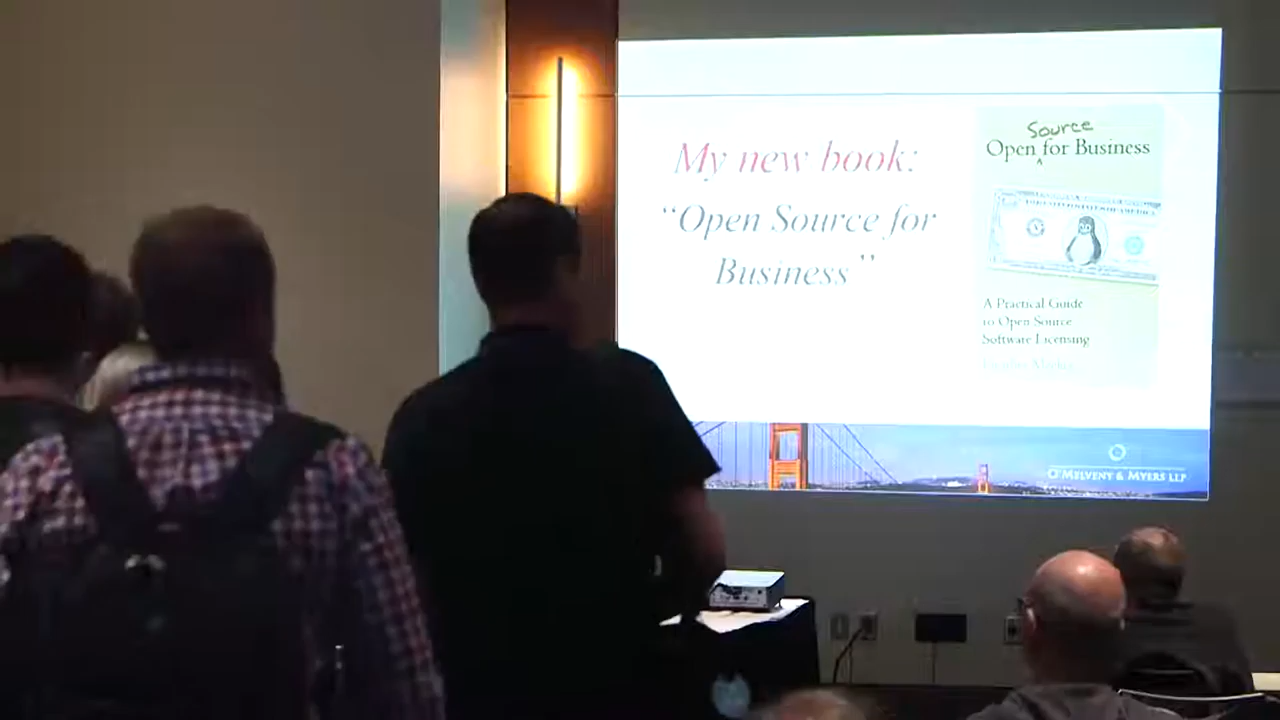 My new book:
“Open Source for
Business”
Source
Open ^ for Business
A Practical Guide
to Open Source
Software Licensing
O'MELVENY & MYERS LLP